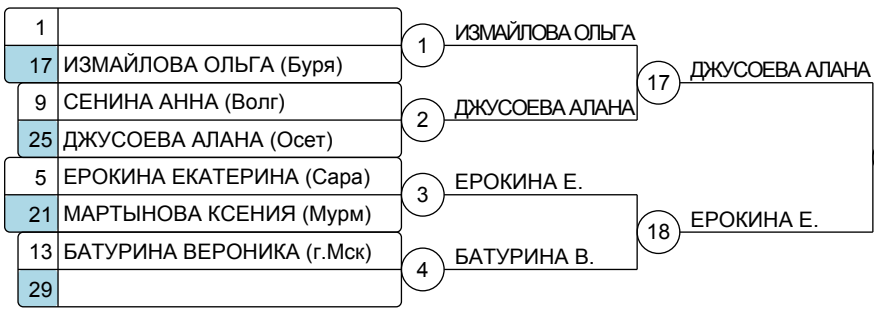 1
17 ИЗМАЙЛОВА ОЛЬГА (Буря)
9 СЕНИНА АННА (Волг)
25 ДЖУСОЕВА АЛАНА (Осет)
5 ЕРОКИНА ЕКАТЕРИНА (Сара)
21 МАРТЫНОВА КСЕНИЯ (Мурм)
13 БАТУРИНА ВЕРОНИКА (г.Мск)
29
1 ИЗМАЙЛОВА ОЛЬГА
2 ДЖУСОЕВА АЛАНА
3 ЕРОКИНА Е.
4 БАТУРИНА В.
17 ДЖУСОЕВА АЛАНА
18 ЕРОКИНА Е.